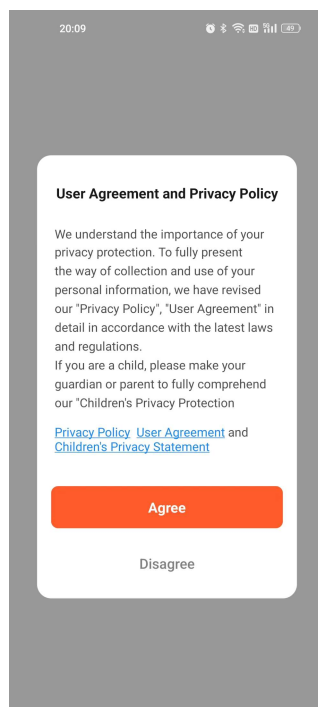 20:09
HD 5G 49
User Agreement and Privacy Policy
We understand the importance of your
privacy protection. To fully present
the way of collection and use of your
personal information, we have revised
our "Privacy Policy", "User Agreement" in
detail in accordance with the latest laws
and regulations.
If you are a child, please make your
guardian or parent to fully comprehend
our "Children's Privacy Protection
Privacy Policy User Agreement and
Children's Privacy Statement
Agree
Disagree